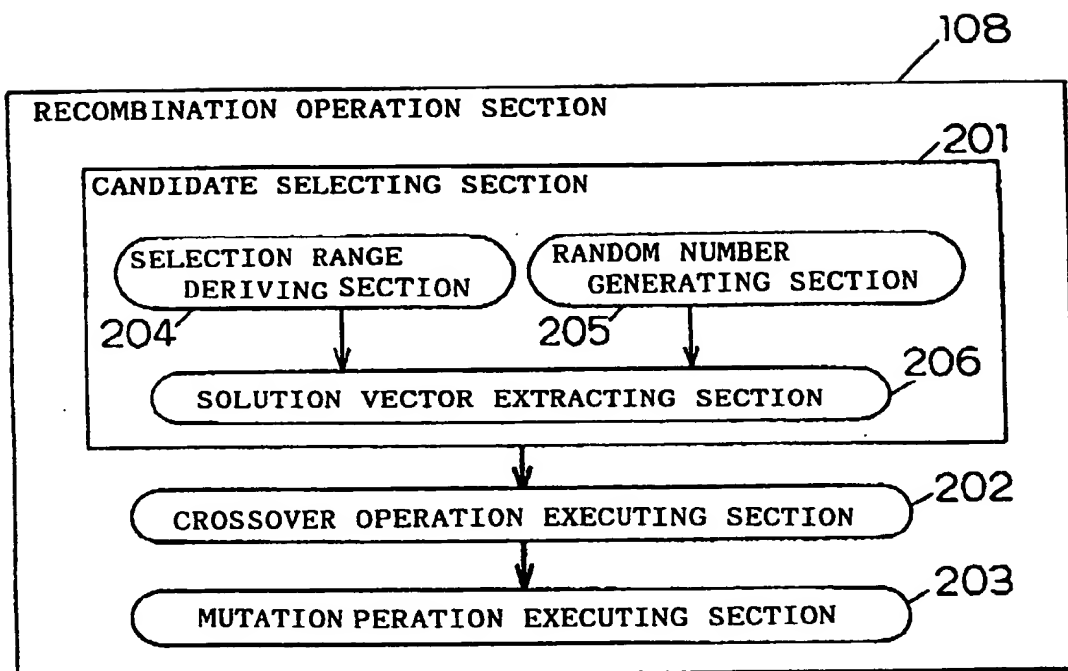 108
RECOMBINATION OPERATION SECTION
201
CANDIDATE SELECTING SECTION
SELECTION RANGE
DERIVING SECTION
RANDOM NUMBER
GENERATING SECTION
204
205
206
SOLUTION VECTOR EXTRACTING SECTION
202
CROSSOVER OPERATION EXECUTING SECTION
203
MUTATION PERATION EXECUTING SECTION